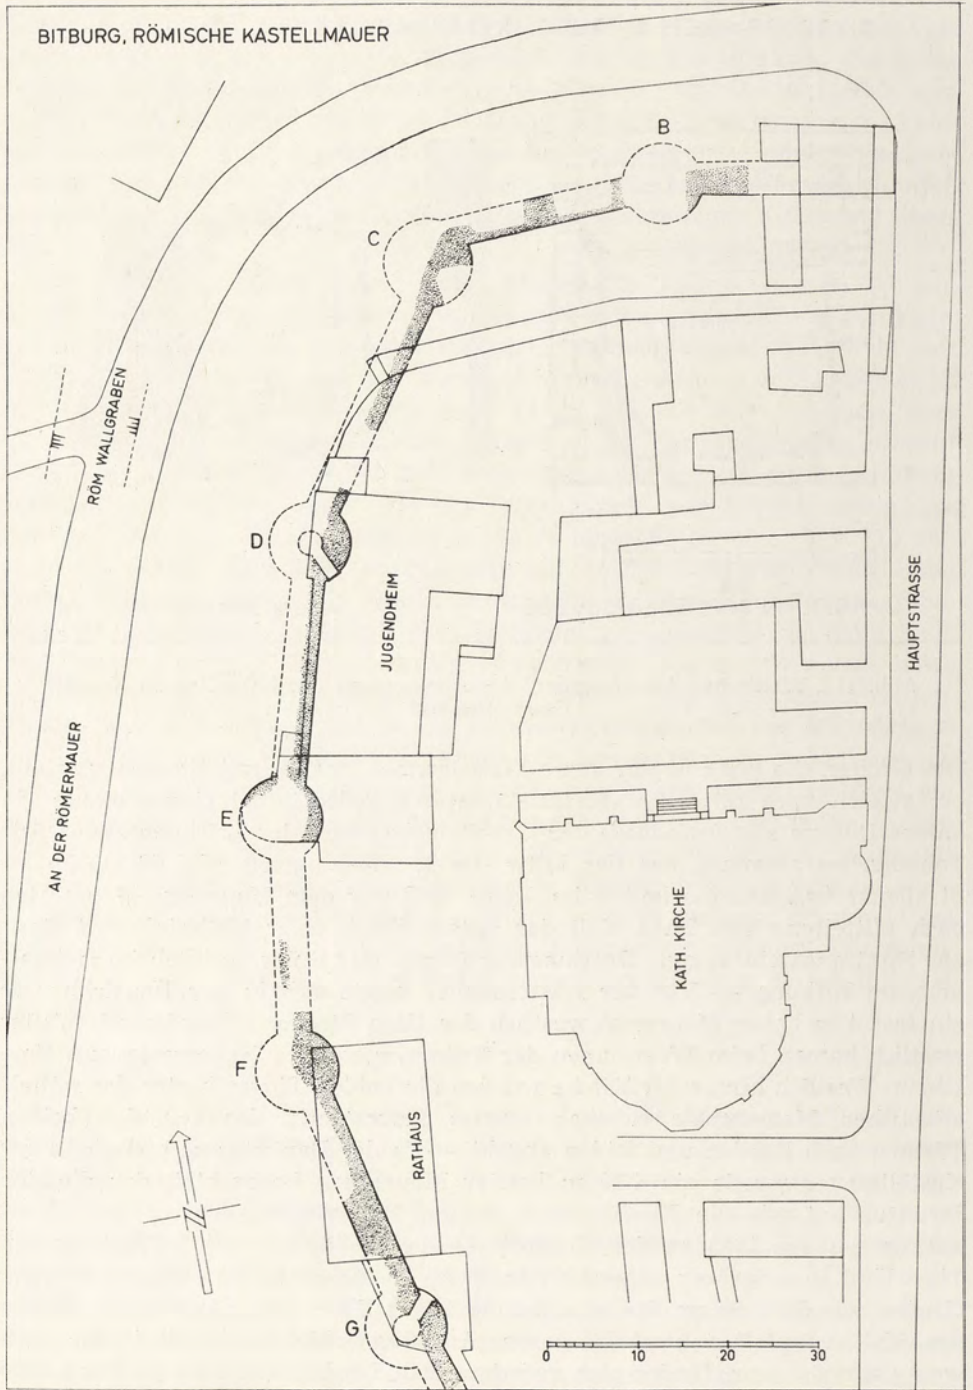 BITBURG, RÖMISCHE KASTELLMAUER
B
C
RÖM WALLGRABEN
D
JUGENDHEIM
HAUPTSTRASSE
AN DER RÖMERMAUER
E
KATH. KIRCHE
F
RATHAUS
N
G
0 10 20 30